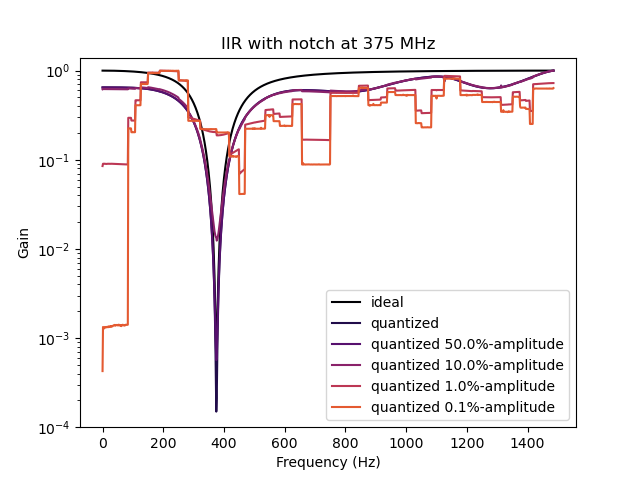 IIR with notch at 375 MHz
Gain
10^0
10^-1
10^-2
10^-3
10^-4
ideal
quantized
quantized 50.0%-amplitude
quantized 10.0%-amplitude
quantized 1.0%-amplitude
quantized 0.1%-amplitude
0 200 400 600 800 1000 1200 1400
Frequency (Hz)